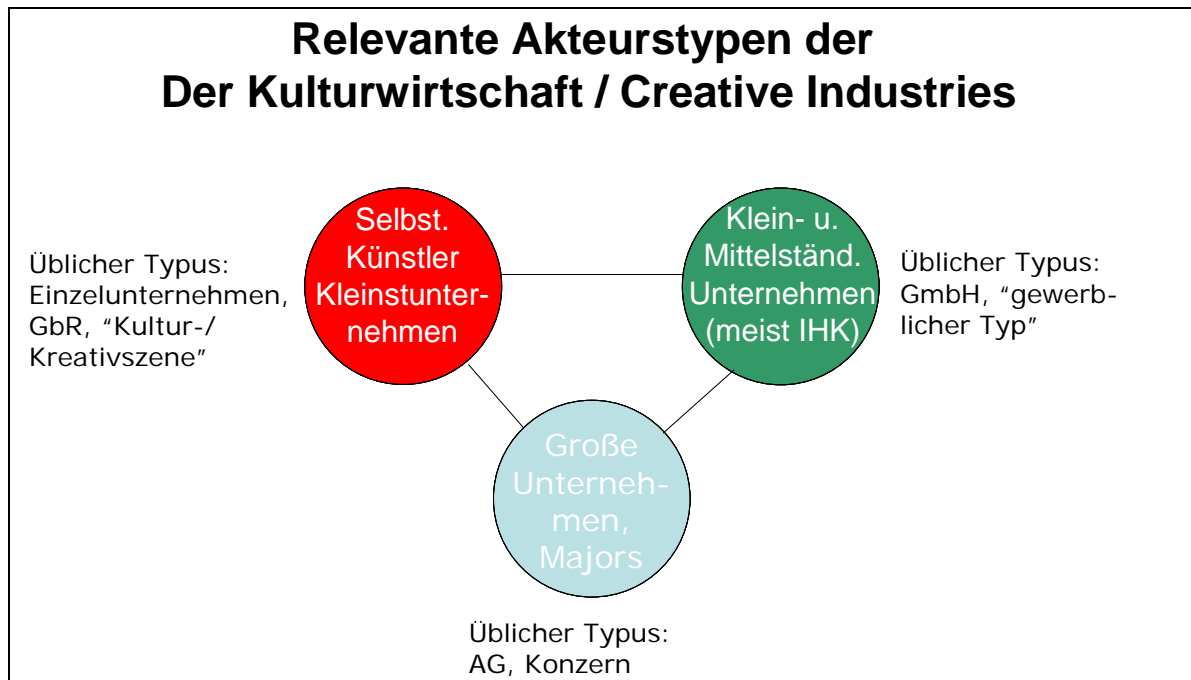 Relevante Akteurstypen der
Der Kulturwirtschaft / Creative Industries
Selbst.
Künstler
Kleinstunter-
nehmen
Klein- u.
Mittelständ.
Unternehmen
(meist IHK)
Üblicher Typus:
Einzelunternehmen,
GbR, “Kultur-/
Kreativszene”
Üblicher Typus:
GmbH, “gewerb-
licher Typ”
Große
Unterneh-
men,
Majors
Üblicher Typus:
AG, Konzern